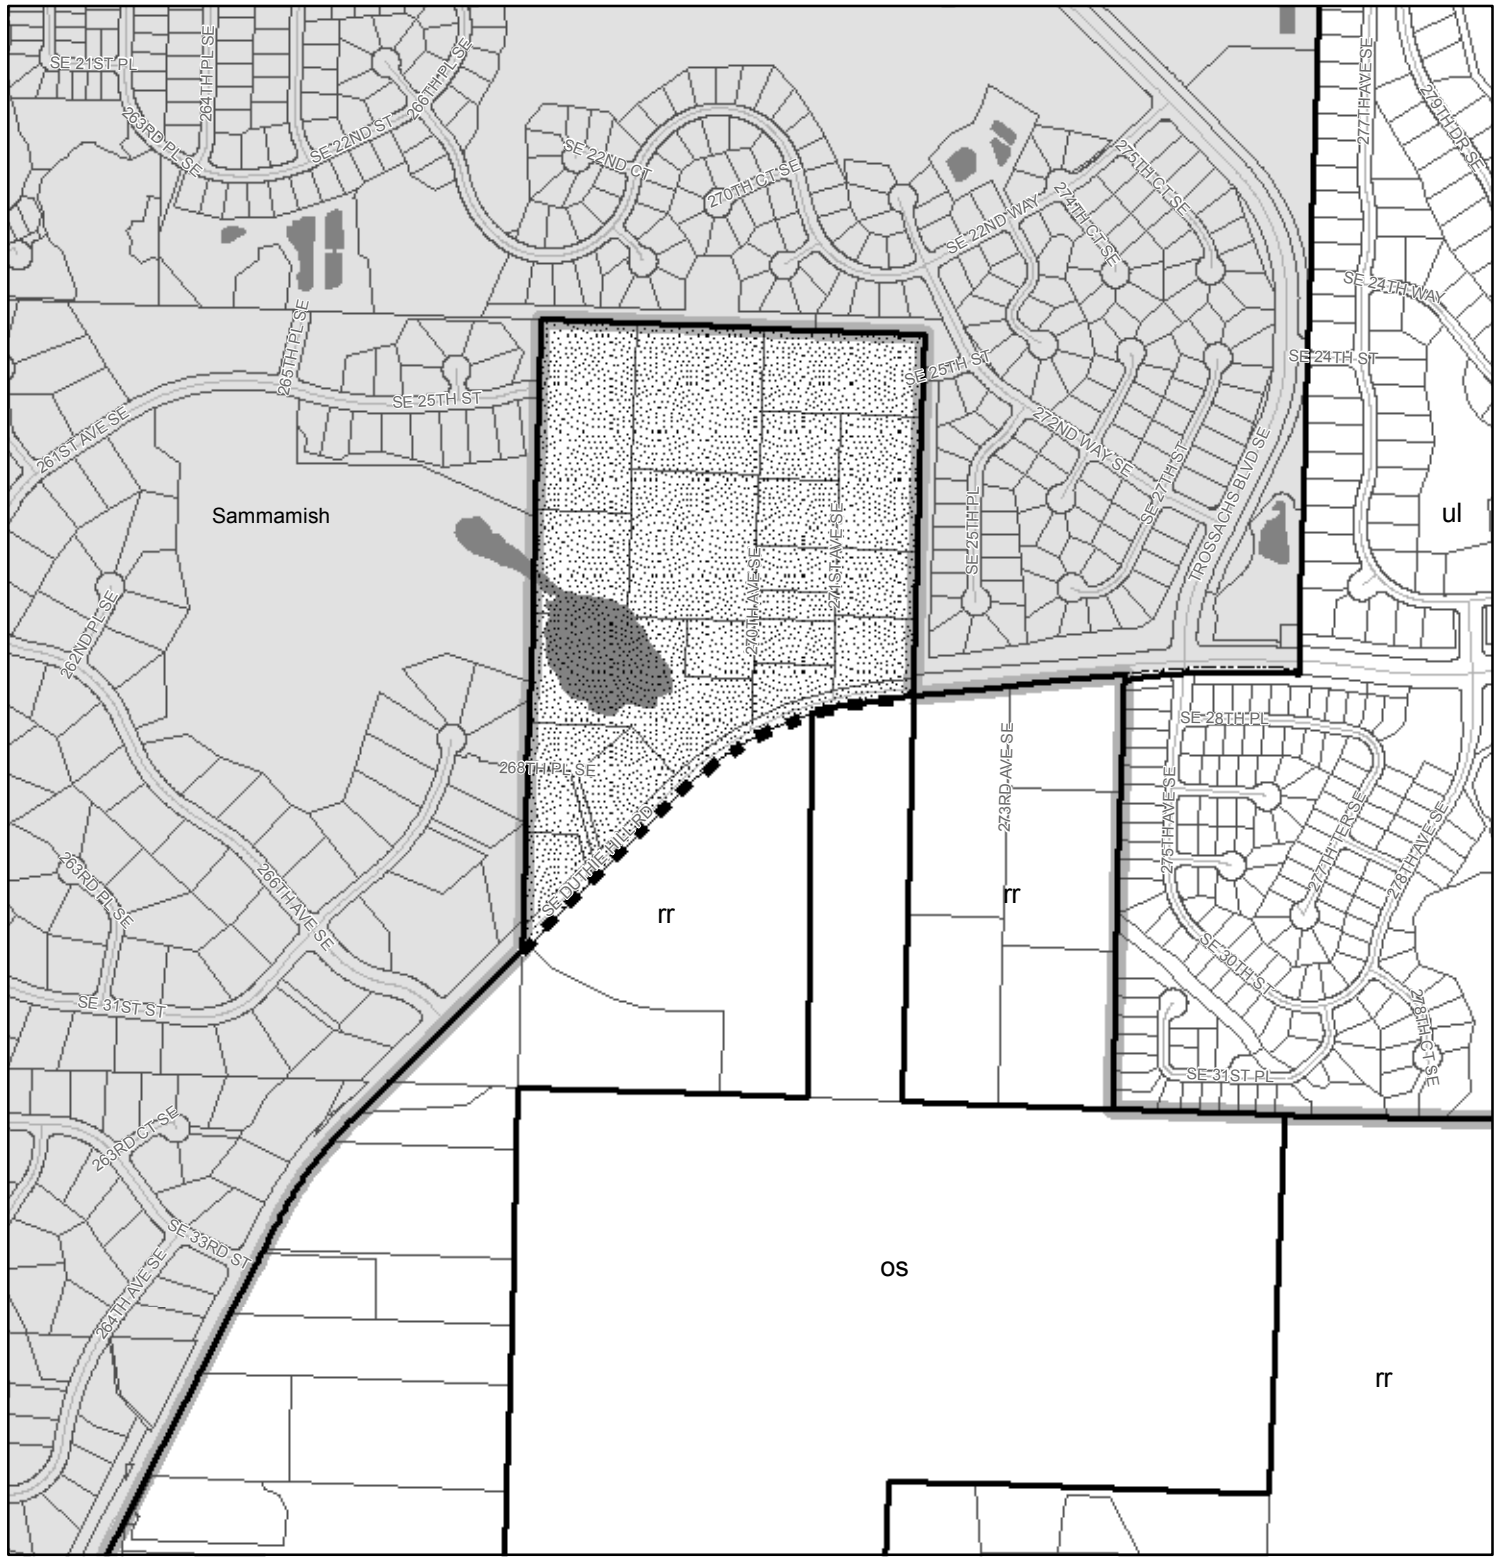 SE 21ST PL
264TH PL SE
266TH PL SE
263RD PL SE
SE 22ND ST
SE 22ND CT
270TH CT SE
SE 22ND WAY
274TH CT SE
275TH CT SE
277TH AVE SE
279TH DR SE
SE 24TH WAY
SE 24TH ST
265TH PL SE
SE 25TH ST
SE 25TH ST
261ST AVE SE
272ND WAY SE
SE 27TH ST
TROSSACHS BLVD SE
SE 25TH PL
Sammamish
ul
270TH AVE SE
271ST AVE SE
262ND PL SE
268TH PL SE
SE DUTHIE HILL RD
273RD AVE SE
SE 28TH PL
275TH AVE SE
277TH TER SE
278TH AVE SE
263RD PL SE
266TH AVE SE
rr
rr
SE 30TH ST
278TH CT SE
SE 31ST ST
SE 31ST PL
263RD CT SE
SE 33RD ST
264TH AVE SE
os
rr